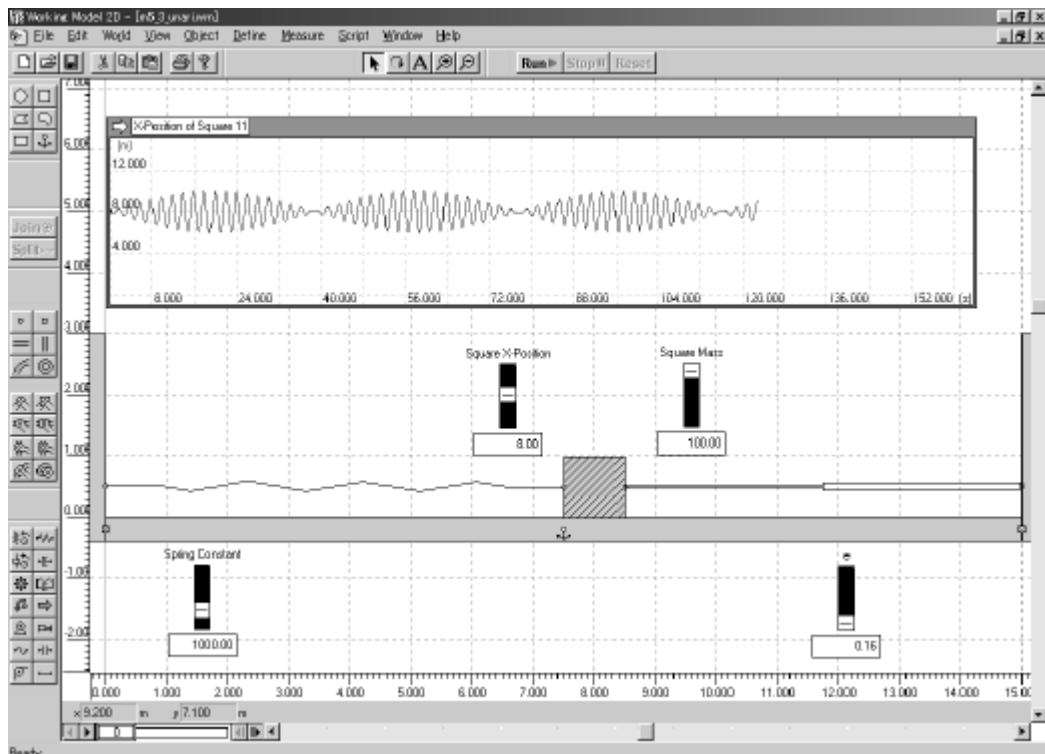 Working Model 2D - [m5_3_unari.wm]
File Edit World View Object Define Measure Script Window Help
A Run Stop Reset
7.000
X-Position of Square 11
6.000
(m)
12.000
5.000
8.000
Join
Split
4.000
4.000
8.000 24.000 40.000 56.000 72.000 88.000 104.000 120.000 136.000 152.000 (s)
3.000
Square X-Position Square Mass
2.000
8.00 100.00
1.000
0.000
Spring Constant
-1.00
1000.00 0.16
-2.00
0.000 1.000 2.000 3.000 4.000 5.000 6.000 7.000 8.000 9.000 10.000 11.000 12.000 13.000 14.000 15.0
x 9.200 m y 7.100 m
0
Ready